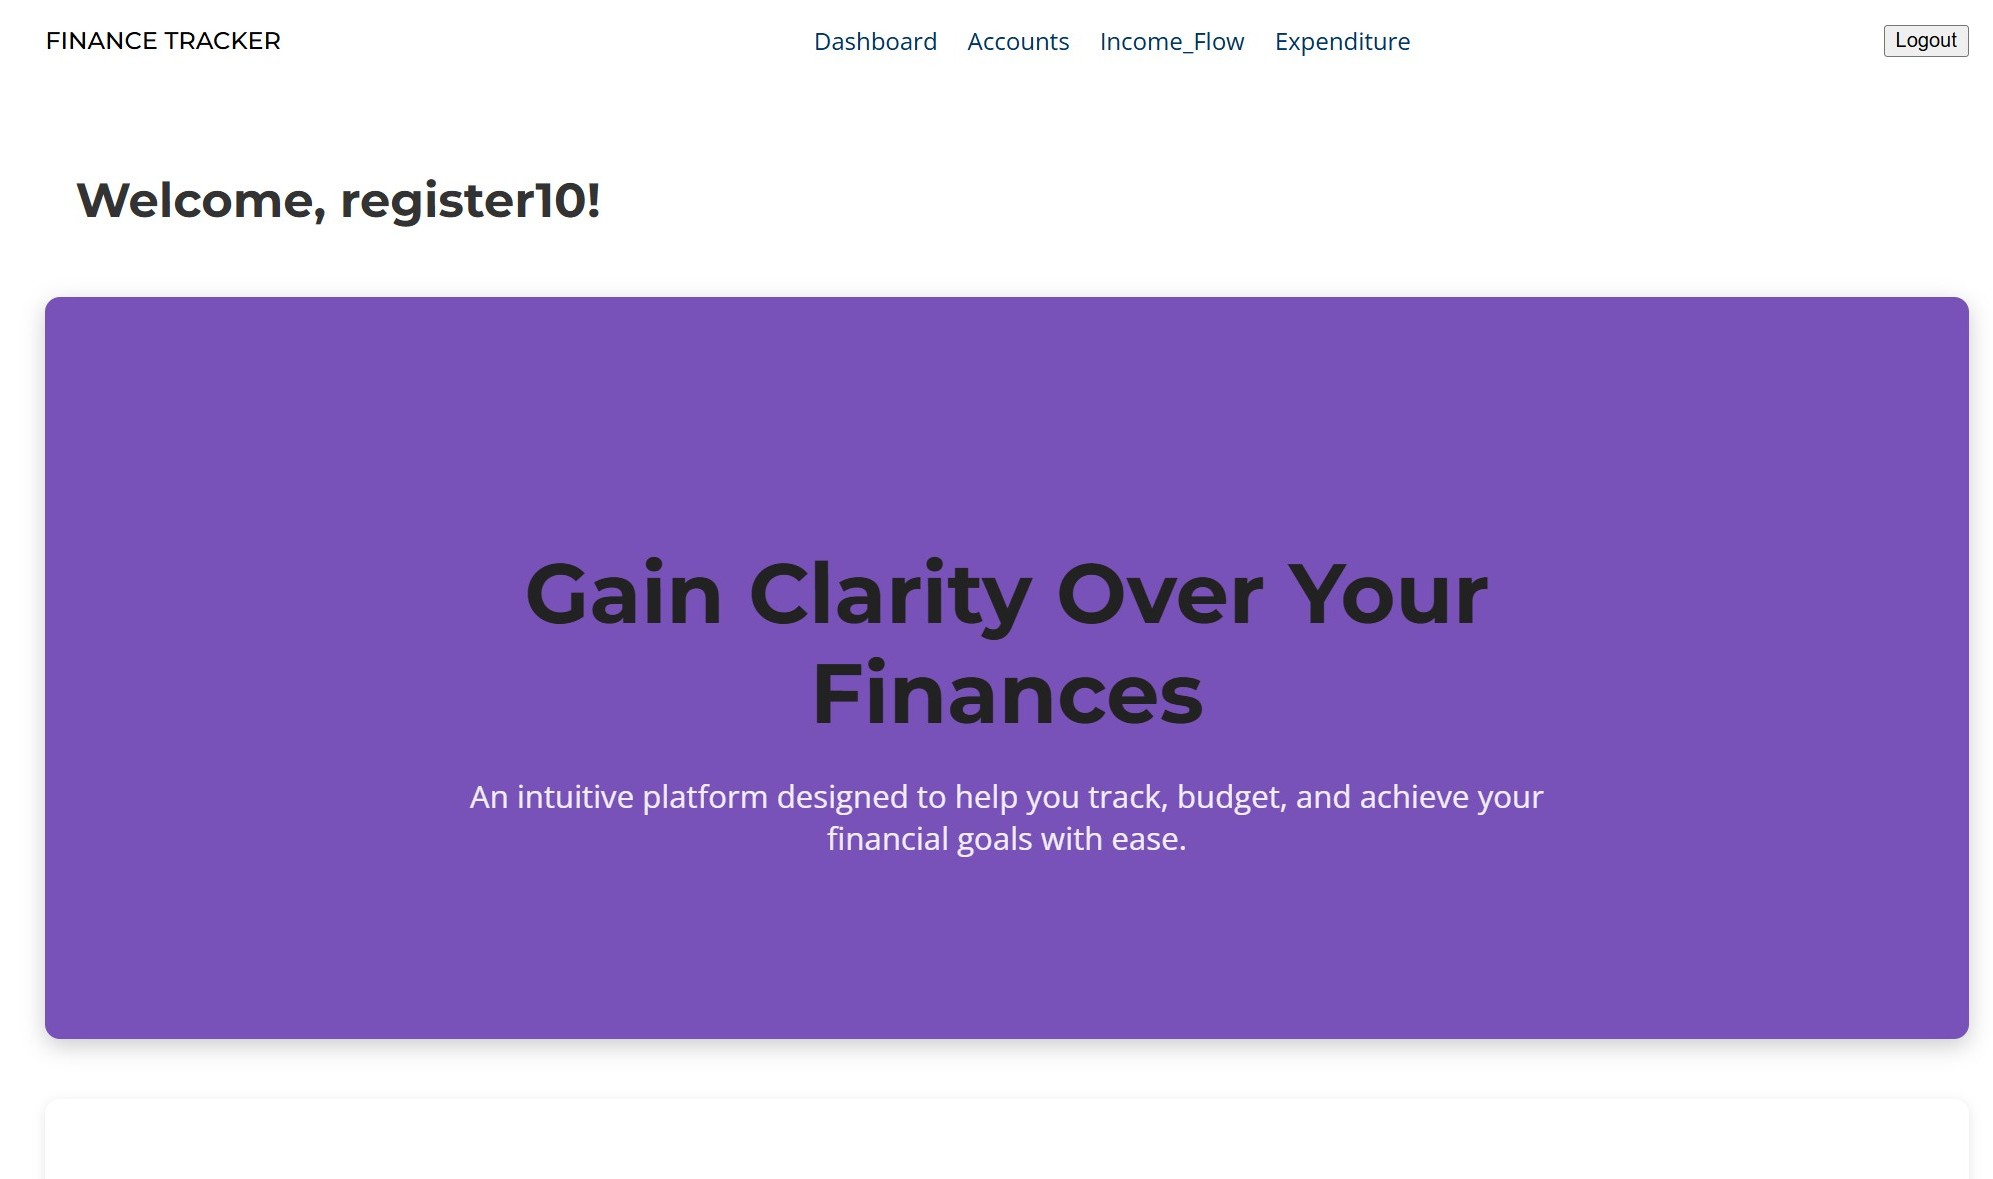 FINANCE TRACKER
Dashboard Accounts Income_Flow Expenditure
Logout
Welcome, register10!
Gain Clarity Over Your
Finances
An intuitive platform designed to help you track, budget, and achieve your
financial goals with ease.